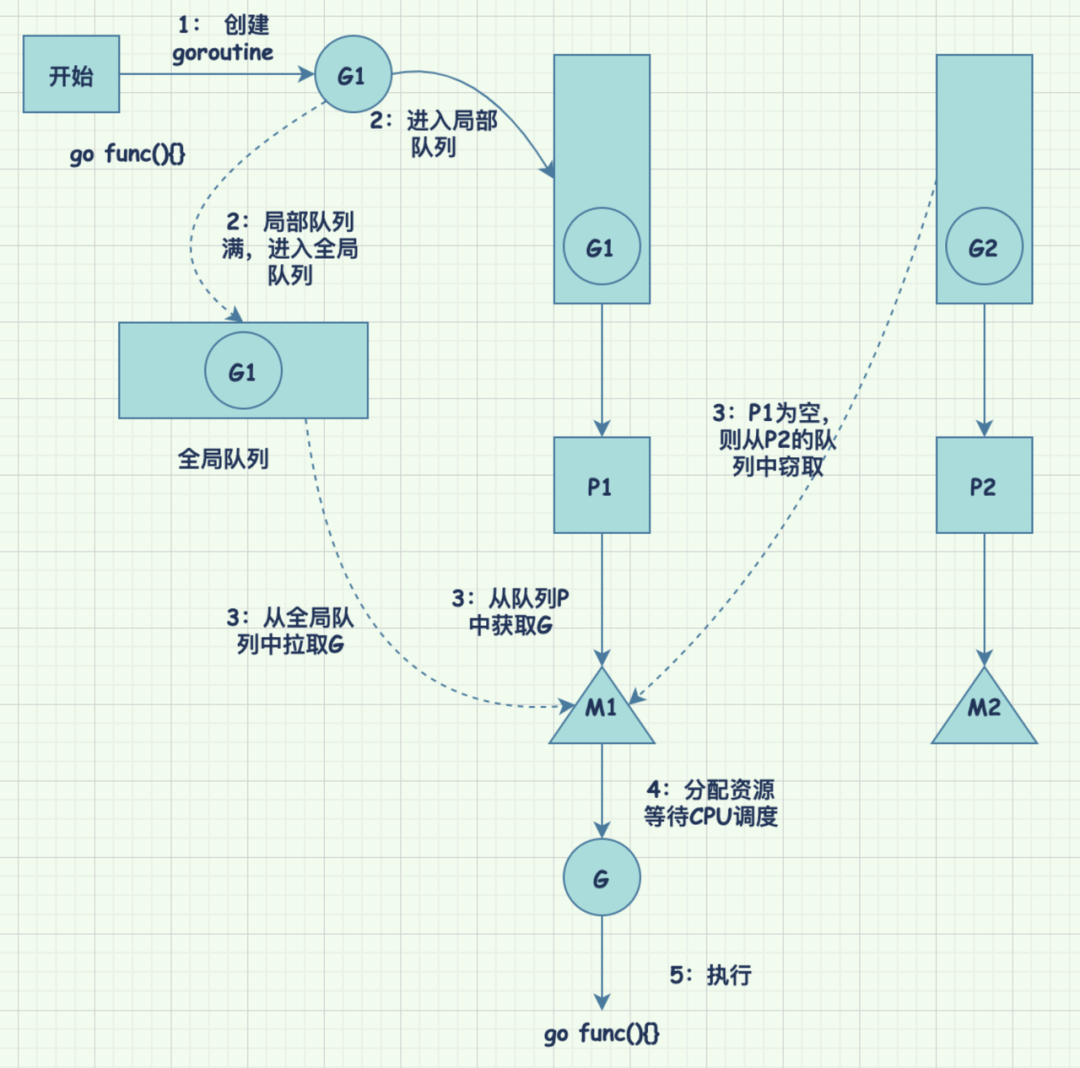 1： 创建
goroutine
开始
G1
go func(){}
2：进入局部
队列
2：局部队列
满，进入全局
队列
G1
G2
G1
全局队列
3：P1为空，
则从P2的队
列中窃取
P1
P2
3：从全局队
列中拉取G
3：从队列P
中获取G
M1
M2
4：分配资源
等待CPU调度
G
5：执行
go func(){}